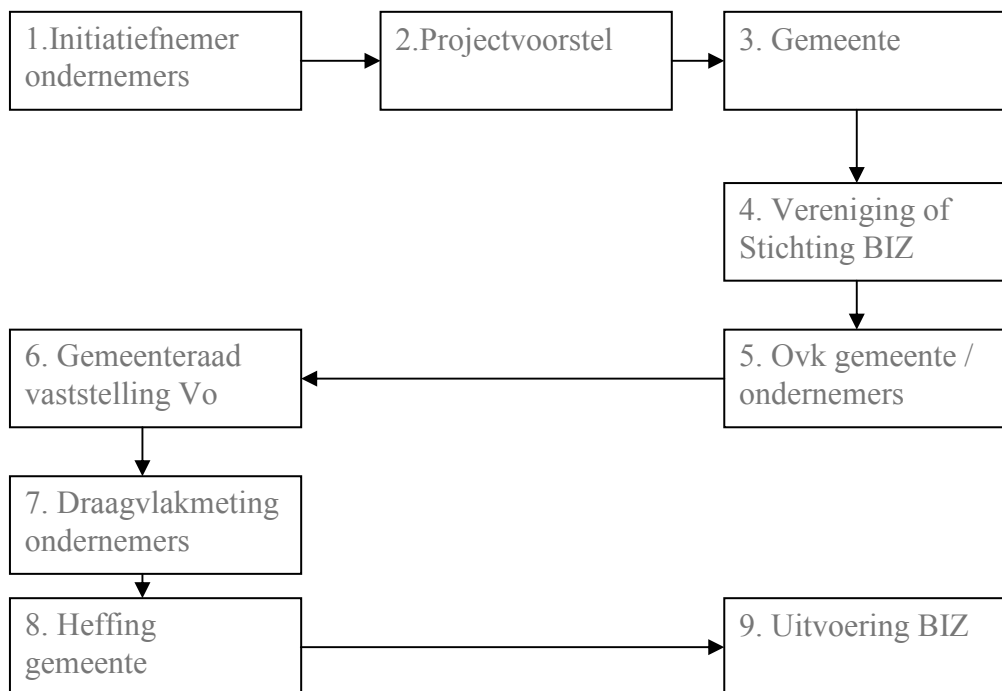 1.Initiatiefnemer
ondernemers
2.Projectvoorstel
3. Gemeente
4. Vereniging of
Stichting BIZ
5. Ovk gemeente /
ondernemers
6. Gemeenteraad
vaststelling Vo
7. Draagvlakmeting
ondernemers
8. Heffing
gemeente
9. Uitvoering BIZ